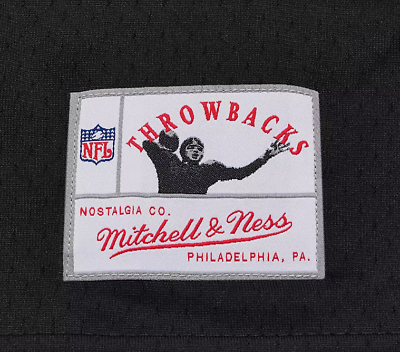 THROWBACKS
NFL
NOSTALGIA CO.
Mitchell & Ness
PHILADELPHIA, PA.